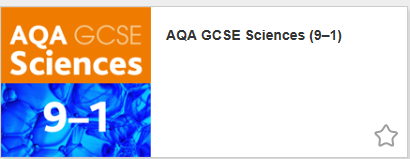 AQA GCSE
Sciences
9–1
AQA GCSE Sciences (9–1)